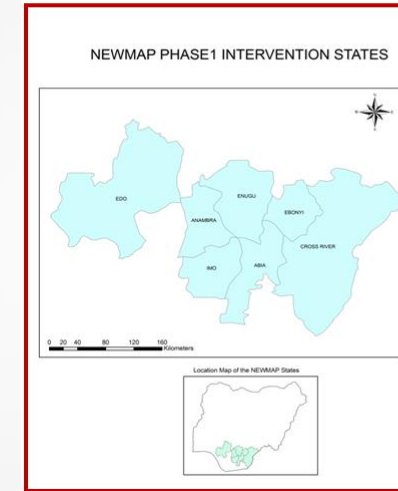 NEWMAP PHASE1 INTERVENTION STATES
EDO
ENUGU
ANAMBRA
EBONYI
CROSS RIVER
IMO
ABIA
0 20 40 80 120 160
Kilometers
Location Map of the NEWMAP States